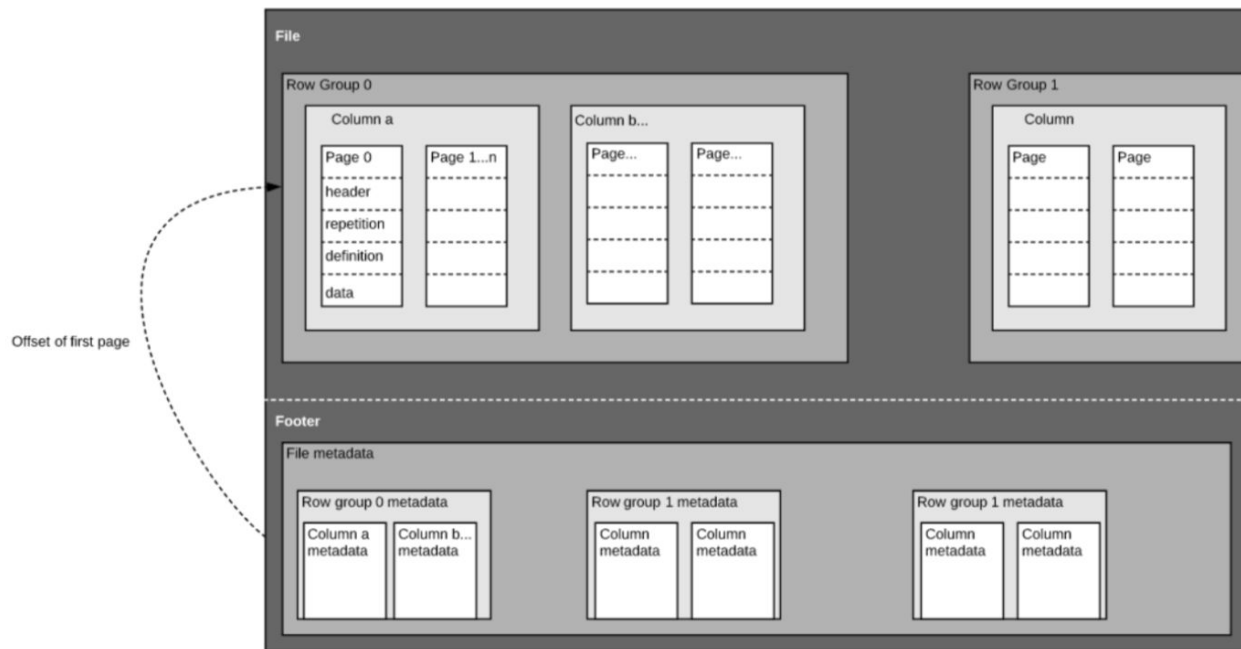 File
Row Group 0
Row Group 1
Column a
Column b...
Column
Page 0
Page 1...n
Page...
Page...
Page
Page
header
repetition
definition
data
Offset of first page
Footer
File metadata
Row group 0 metadata
Row group 1 metadata
Row group 1 metadata
Column a
metadata
Column b...
metadata
Column
metadata
Column
metadata
Column
metadata
Column
metadata